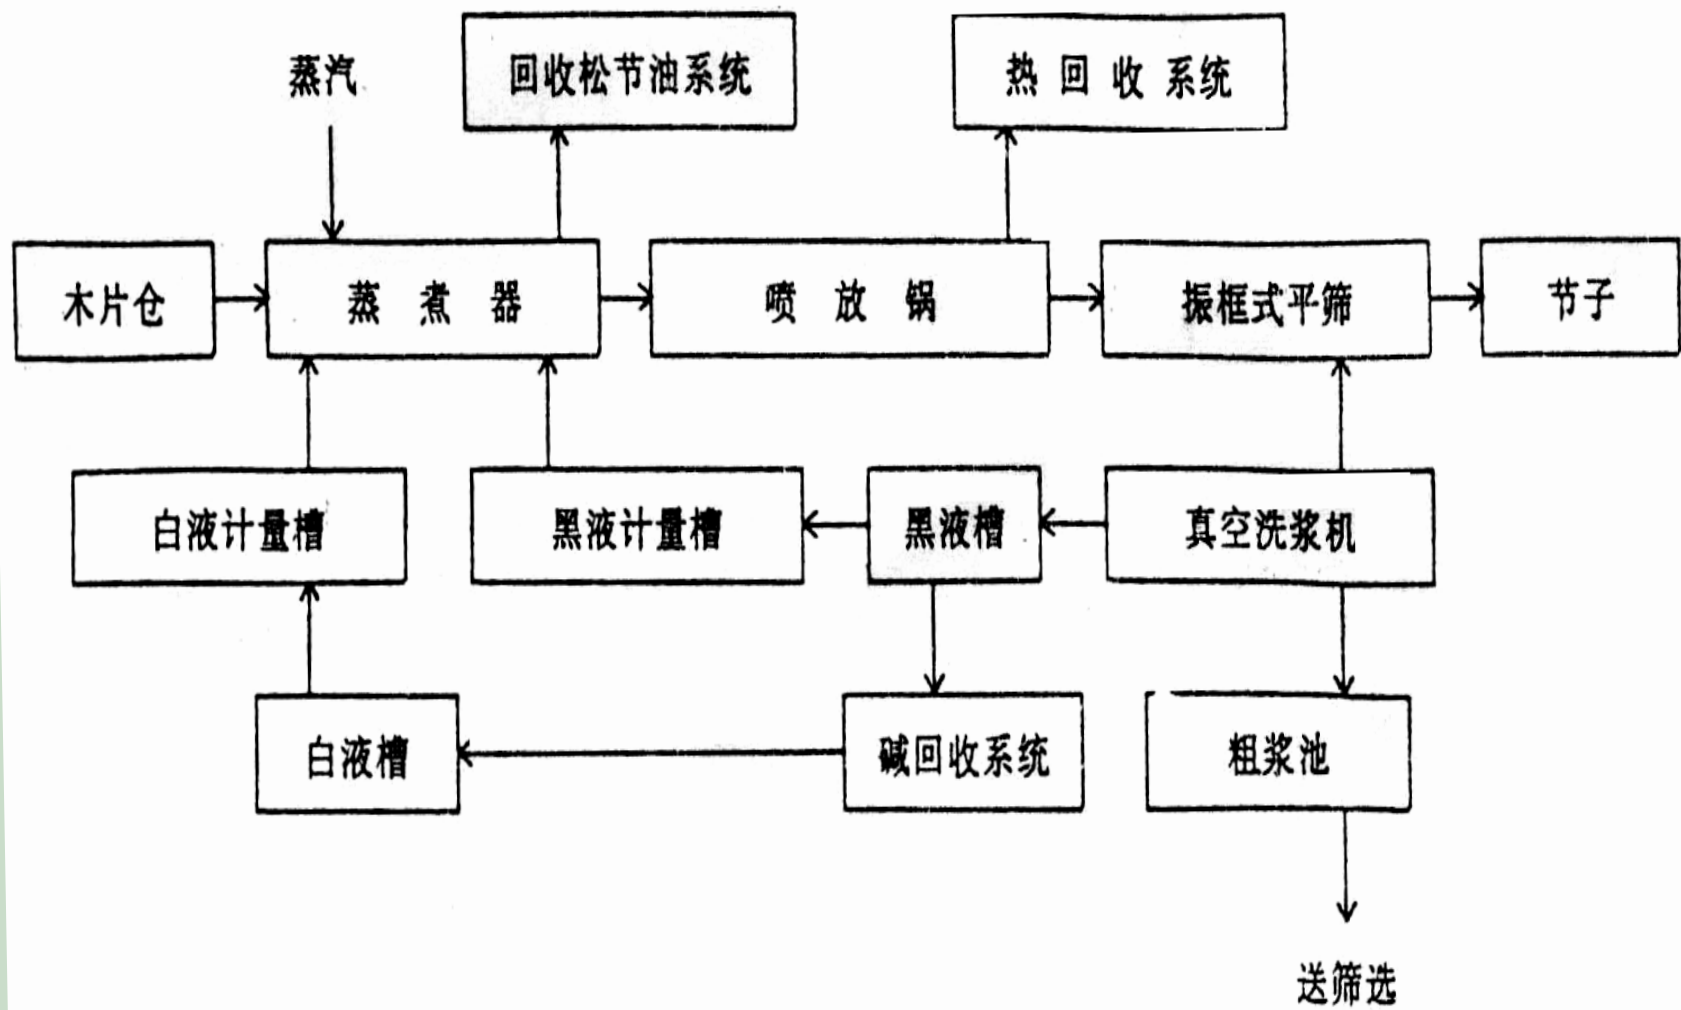 蒸汽
回收松节油系统
热回收系统
木片仓
蒸煮器
喷放锅
振框式平筛
节子
白液计量槽
黑液计量槽
黑液槽
真空洗浆机
白液槽
碱回收系统
粗浆池
送筛选